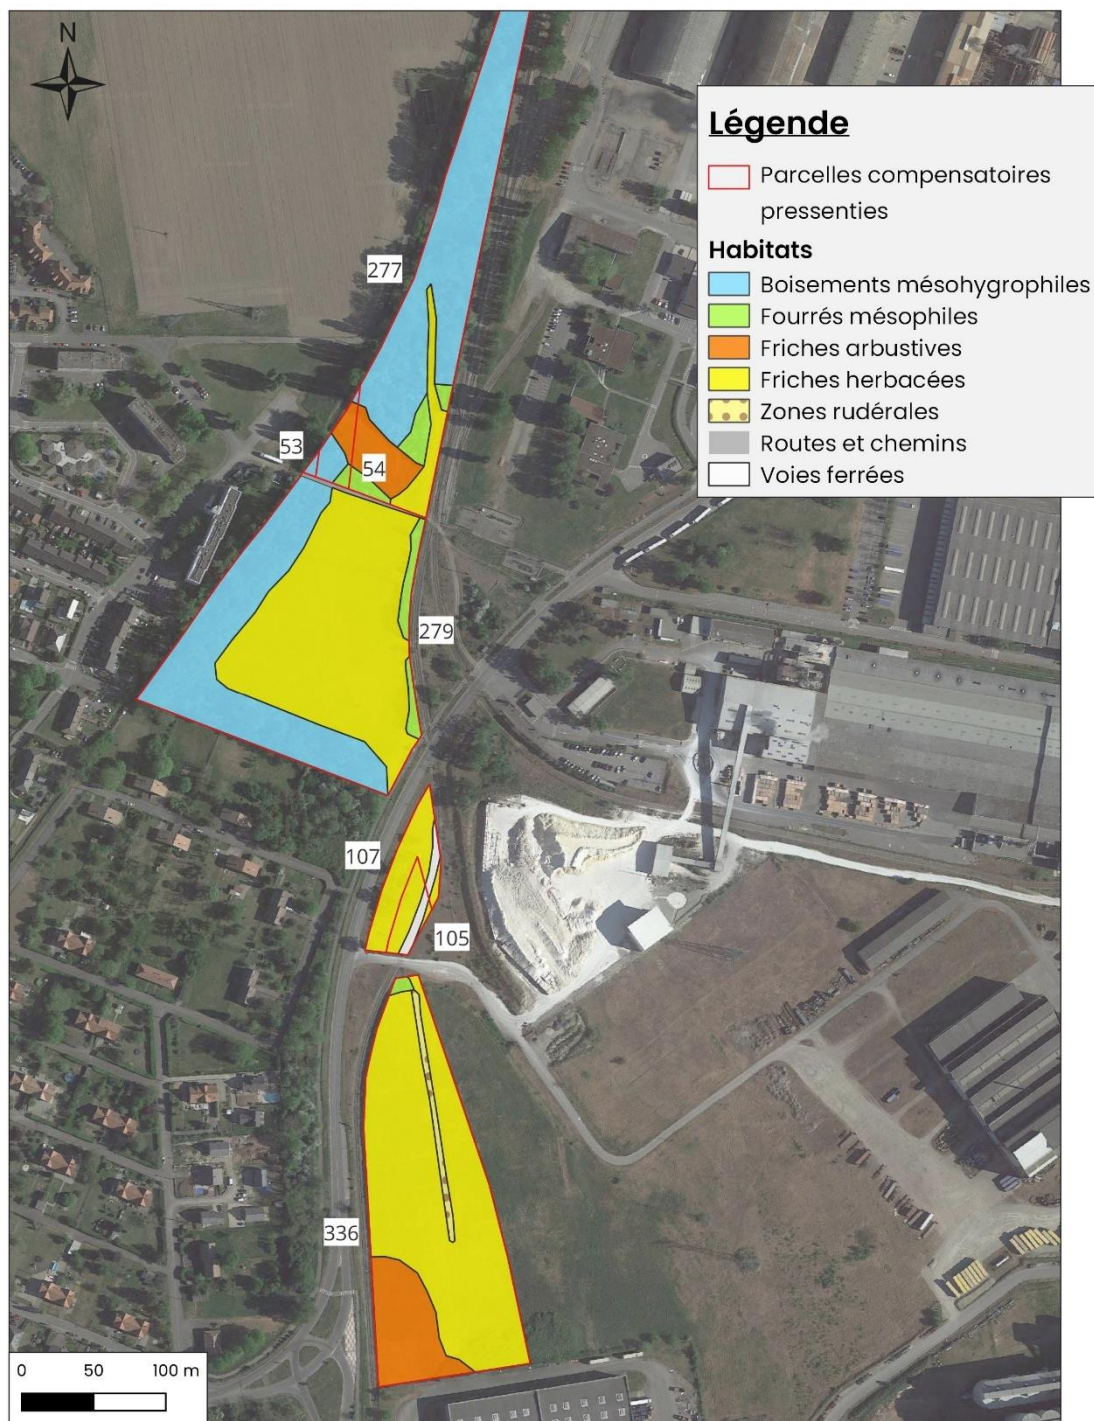 N
Légende
Parcelles compensatoires
pressenties
Habitats
Boisements mésohygrophiles
Fourrés mésophiles
Friches arbustives
Friches herbacées
Zones rudérales
Routes et chemins
Voies ferrées
277
53
54
279
107
105
336
0 50 100 m